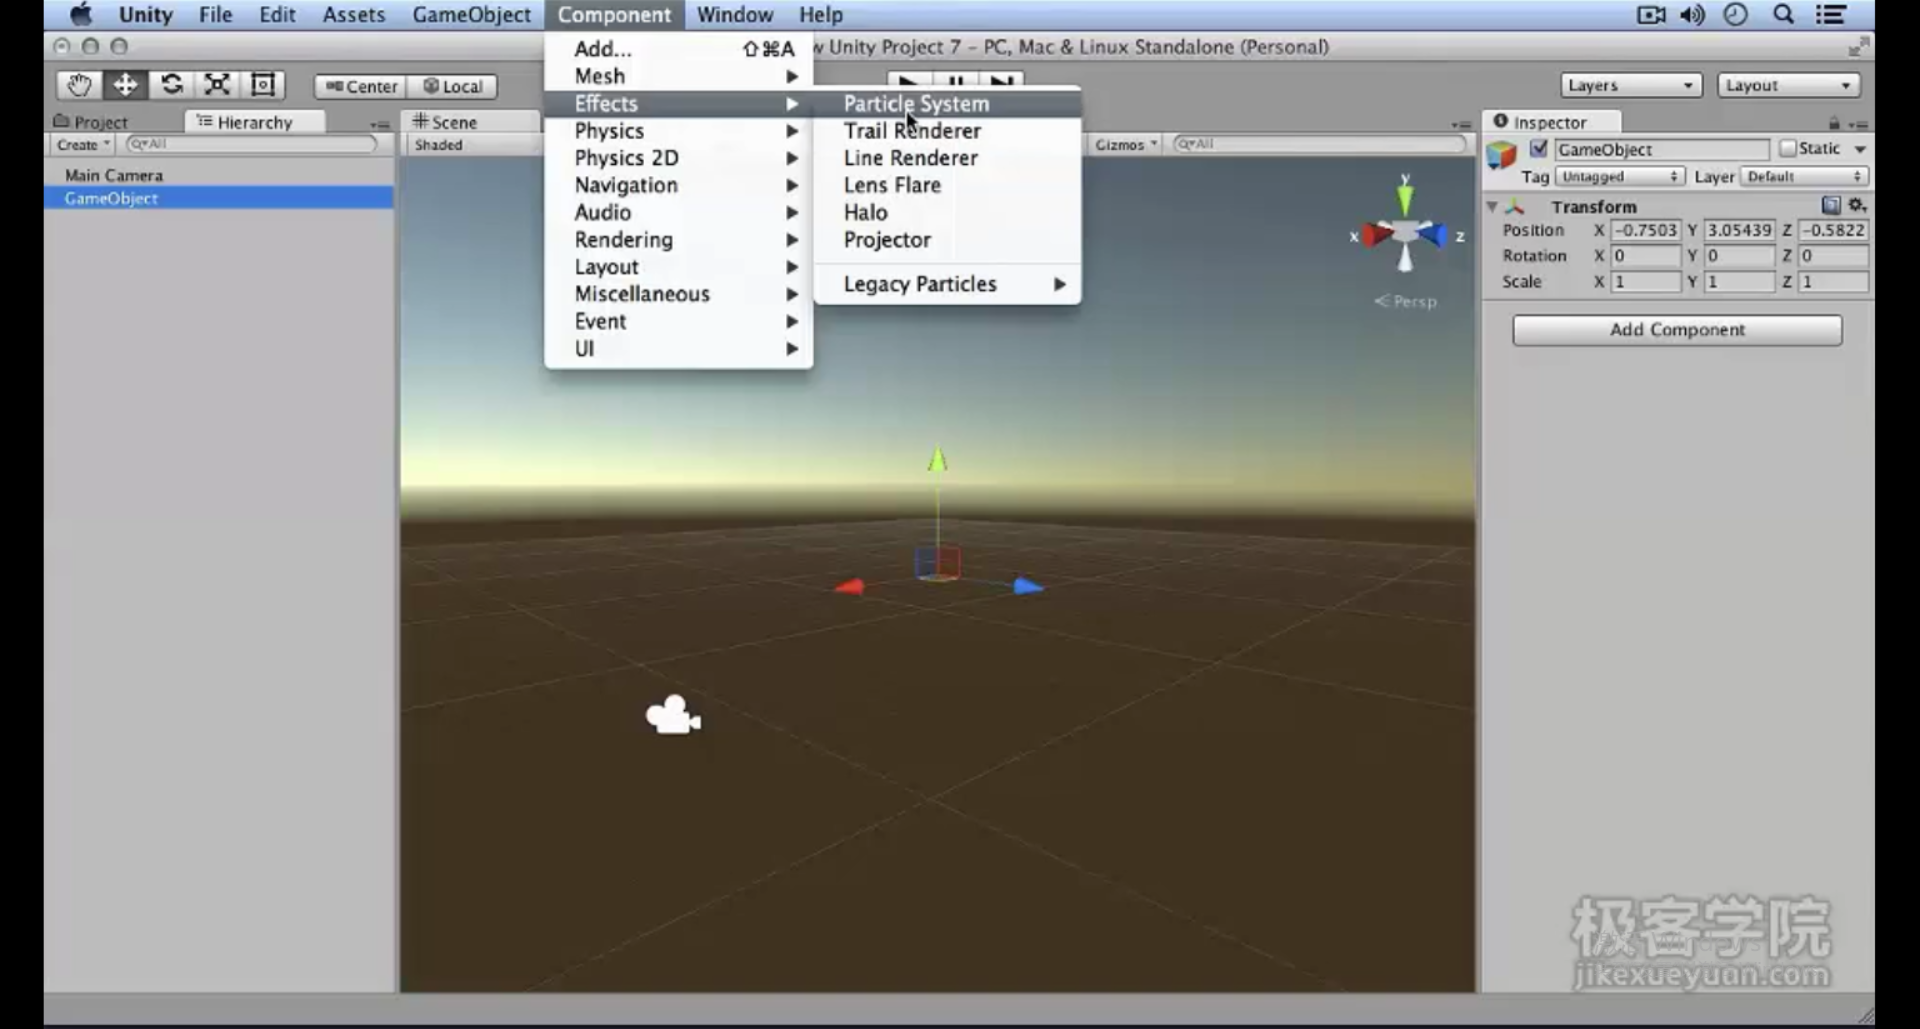 Unity File Edit Assets GameObject Component Window Help
Unity Project 7 - PC, Mac & Linux Standalone (Personal)
Add... ⇧⌘A
Mesh
Effects
Physics
Physics 2D
Navigation
Audio
Rendering
Layout
Miscellaneous
Event
UI
Particle System
Trail Renderer
Line Renderer
Lens Flare
Halo
Projector
Legacy Particles
Center Local
Layers Layout
Project Hierarchy
Create All
Main Camera
GameObject
Scene
Shaded
Gizmos All
y
x z
Persp
Inspector
GameObject Static
Tag Untagged Layer Default
Transform
Position X -0.7503 Y 3.05439 Z -0.5822
Rotation X 0 Y 0 Z 0
Scale X 1 Y 1 Z 1
Add Component
极客学院
jikexueyuan.com